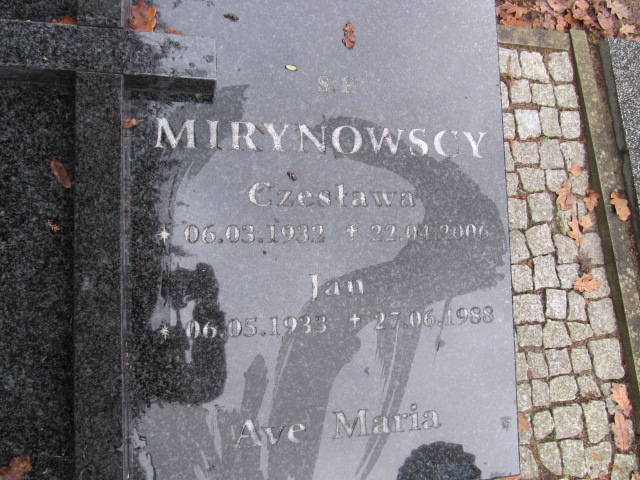 Ś.P.
MIRYNOWSCY
Czesława
* 06.03.1932 † 22.04.2006
Jan
* 06.05.1933 † 27.06.1988
Ave Maria